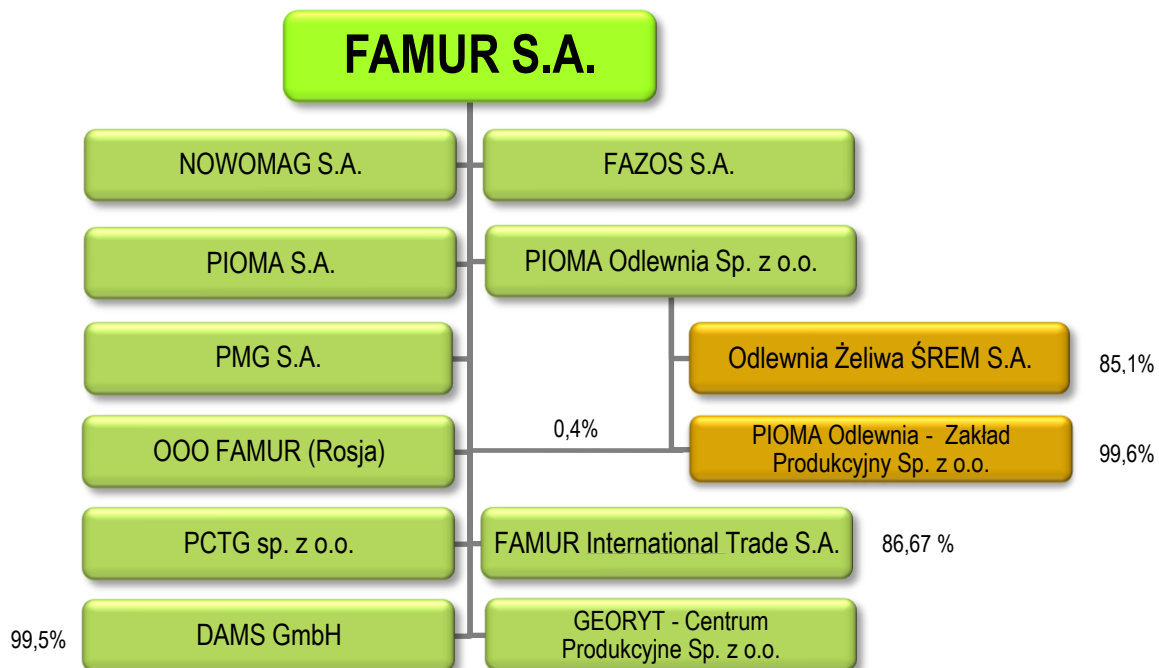 FAMUR S.A.
NOWOMAG S.A.
FAZOS S.A.
PIOMA S.A.
PIOMA Odlewnia Sp. z o.o.
PMG S.A.
Odlewnia Żeliwa ŚREM S.A.
85,1%
OOO FAMUR (Rosja)
0,4%
PIOMA Odlewnia - Zakład
Produkcyjny Sp. z o.o.
99,6%
PCTG sp. z o.o.
FAMUR International Trade S.A.
86,67 %
99,5%
DAMS GmbH
GEORYT - Centrum
Produkcyjne Sp. z o.o.